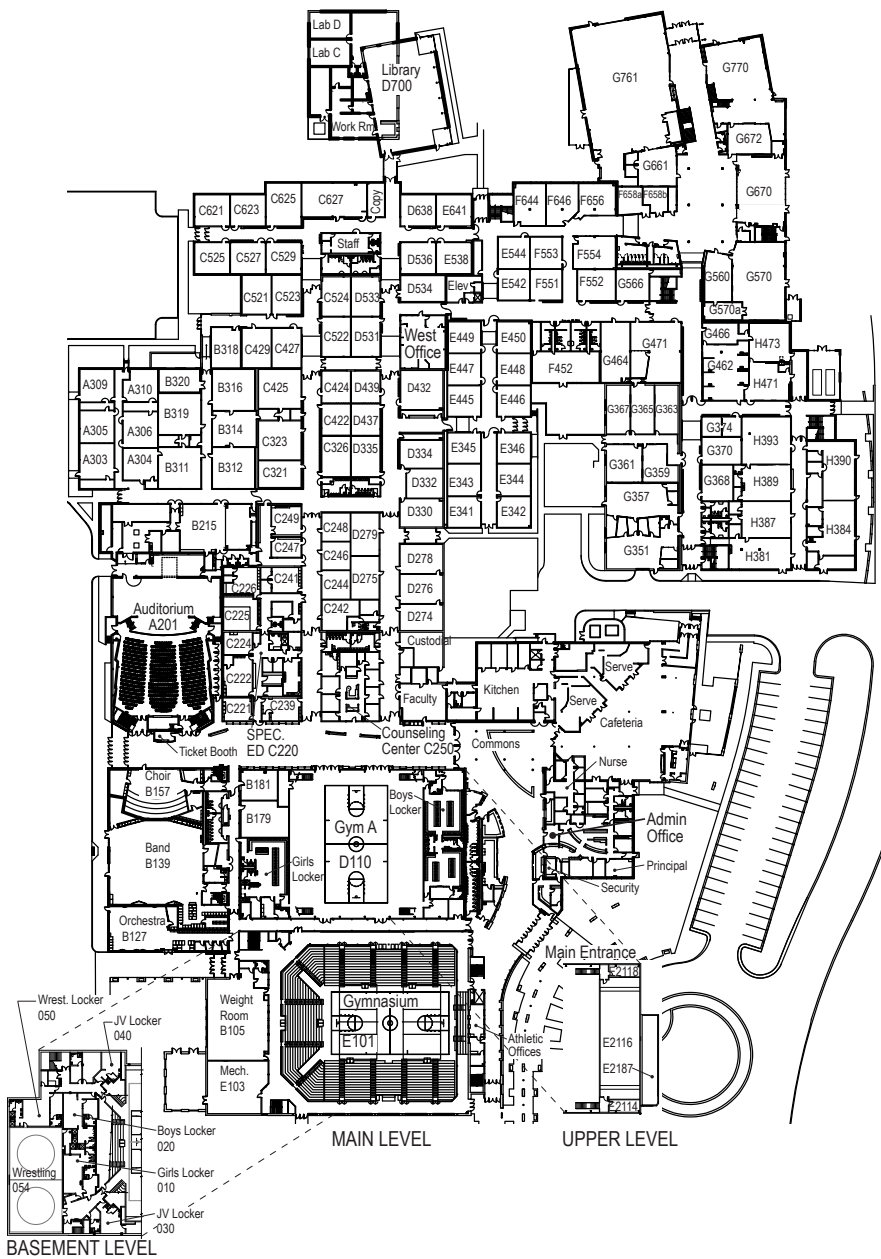 Lab D
Lab C
Library
D700
Work Rm
G761
G770
G672
G661
G670
F658a
F658b
C621
C623
C625
C627
Copy
D638
E641
F644
F646
F656
Staff
C525
C527
C529
D536
E538
E544
F553
F554
G560
G570
C521
C523
C524
D533
D534
Elev
E542
F551
F552
G566
G570a
B318
C429
C427
C522
D531
West
Office
E449
E450
F452
G464
G471
G466
G462
H473
H471
A309
A310
B320
B316
C425
C424
D439
D432
E447
E448
E445
E446
G367
G365
G363
B319
A305
A306
B314
C323
C422
D437
G374
G370
H393
A303
A304
B311
B312
C321
C326
D335
D334
E345
E346
G361
G359
H390
D332
E343
E344
G368
H389
G357
D330
E341
E342
H387
H384
B215
C249
C247
C248
D279
C246
G351
H381
D278
C226
C241
C244
D275
D276
Auditorium
A201
C225
C242
D274
C224
Custodial
C222
Faculty
Kitchen
Serve
Serve
Cafeteria
C221
C239
Ticket Booth
SPEC.
ED C220
Counseling
Center C250
Commons
Choir
B157
B181
B179
Boys
Locker
Nurse
Gym A
D110
Admin
Office
Band
B139
Girls
Locker
Principal
Security
Orchestra
B127
Main Entrance
E2118
Wrest. Locker
050
JV Locker
040
Weight
Room
B105
Gymnasium
E101
Athletic
Offices
E2116
E2187
Mech.
E103
E2114
Boys Locker
020
MAIN LEVEL
UPPER LEVEL
Wrestling
054
Girls Locker
010
JV Locker
030
BASEMENT LEVEL